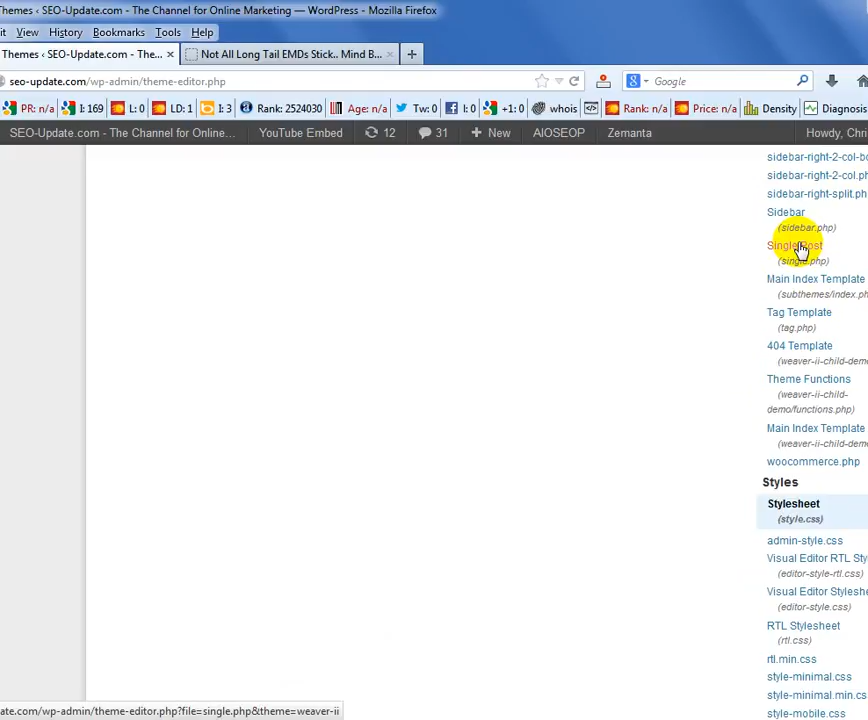 Themes ‹ SEO-Update.com - The Channel for Online Marketing — WordPress - Mozilla Firefox
it View History Bookmarks Tools Help
Themes ‹ SEO-Update.com - The... × Not All Long Tail EMDs Stick.. Mind B... × +
seo-update.com/wp-admin/theme-editor.php Google
PR: n/a I: 169 L: 0 LD: 1 I: 3 Rank: 2524030 Age: n/a Tw: 0 l: 0 +1: 0 whois Rank: n/a Price: n/a Density Diagnosis
SEO-Update.com - The Channel for Online... YouTube Embed 12 31 + New AIOSEOP Zemanta Howdy, Chri
sidebar-right-2-col-bo
sidebar-right-2-col.ph
sidebar-right-split.ph
Sidebar
(sidebar.php)
Single Post
(single.php)
Main Index Template
(subthemes/index.ph
Tag Template
(tag.php)
404 Template
(weaver-ii-child-demo
Theme Functions
(weaver-ii-child-
demo/functions.php)
Main Index Template
(weaver-ii-child-demo
woocommerce.php
Styles
Stylesheet
(style.css)
admin-style.css
Visual Editor RTL Sty
(editor-style-rtl.css)
Visual Editor Styleshe
(editor-style.css)
RTL Stylesheet
(rtl.css)
rtl.min.css
style-minimal.css
style-minimal.min.cs
style-mobile.css
ate.com/wp-admin/theme-editor.php?file=single.php&theme=weaver-ii